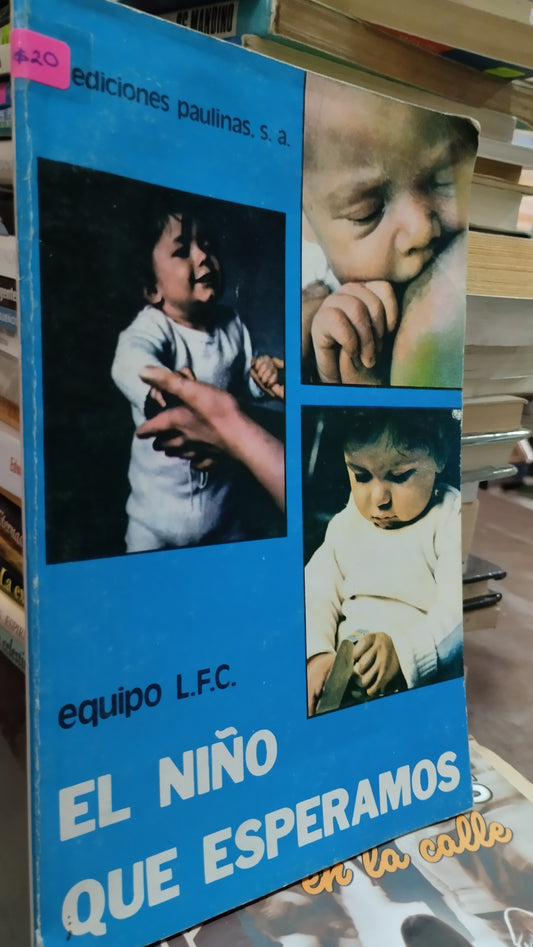 $20
ediciones paulinas, s. a.
equipo L.F.C.
EL NIÑO
QUE ESPERAMOS
en la calle